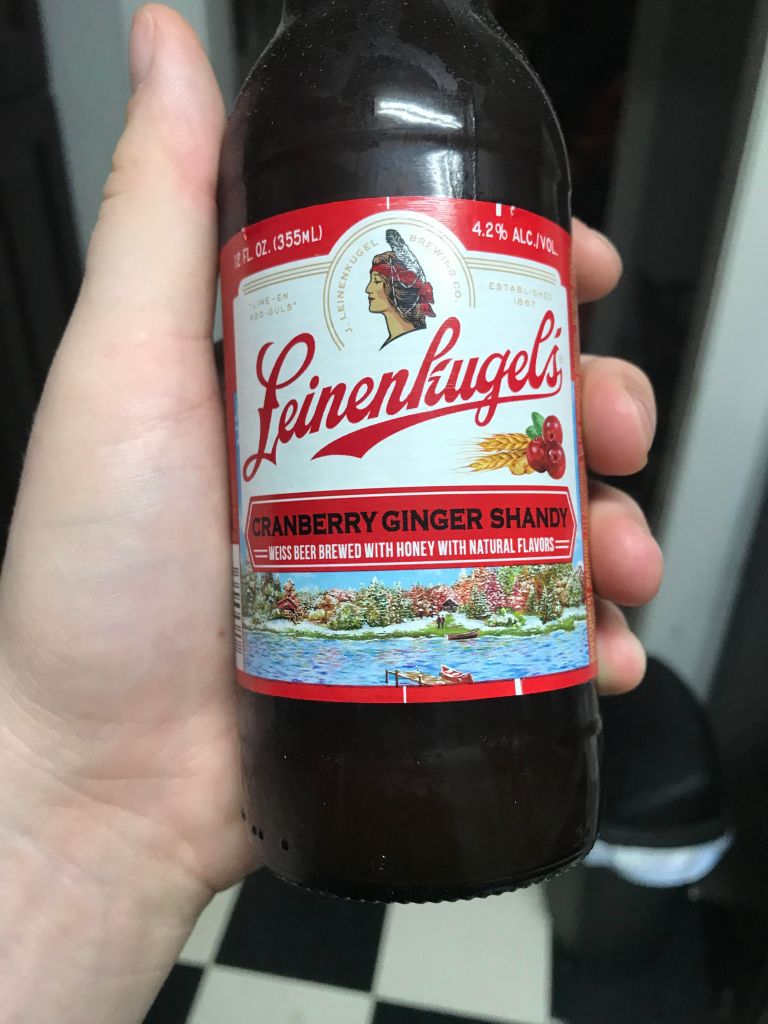 12 FL. OZ. (355ML)
4.2% ALC./VOL.
J. LEINENKUGEL BREWING CO.
"LINE-EN
KOO-GULS"
ESTABLISHED
1867
Leinenkugel's
CRANBERRY GINGER SHANDY
WEISS BEER BREWED WITH HONEY WITH NATURAL FLAVORS